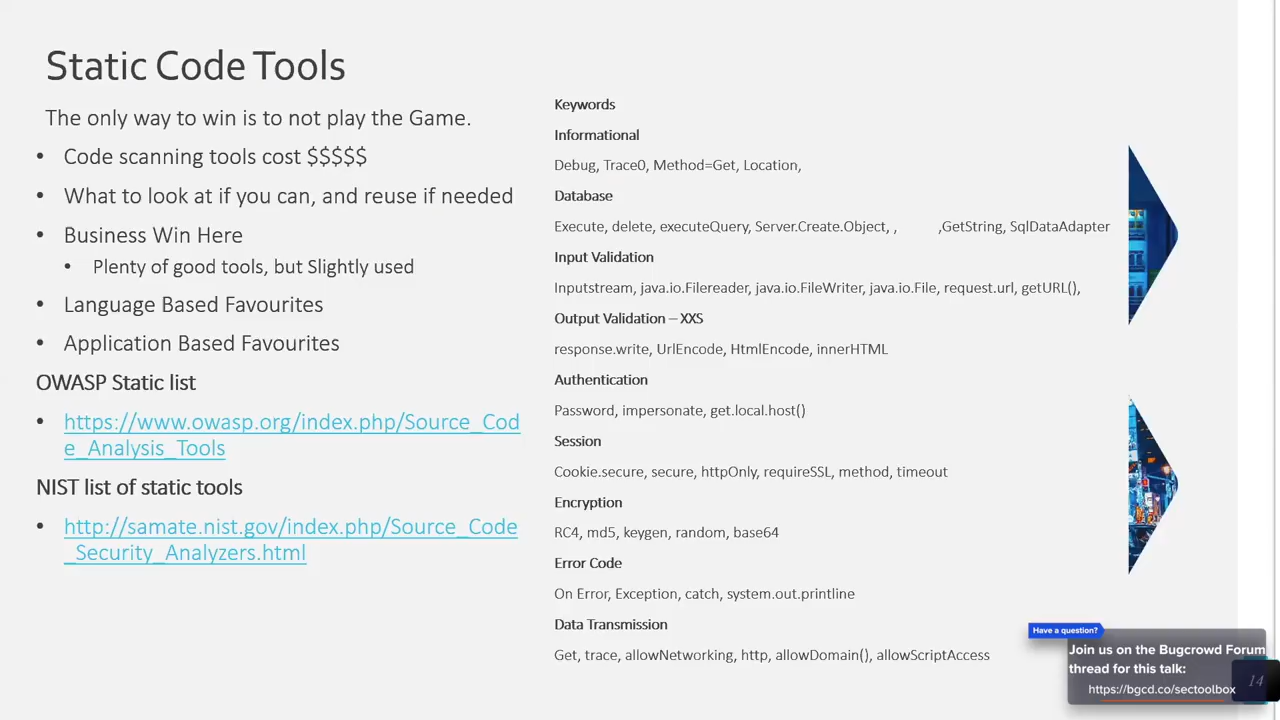 Static Code Tools
The only way to win is to not play the Game.
• Code scanning tools cost $$$$$
• What to look at if you can, and reuse if needed
• Business Win Here
• Plenty of good tools, but Slightly used
• Language Based Favourites
• Application Based Favourites
OWASP Static list
• https://www.owasp.org/index.php/Source_Cod
e_Analysis_Tools
NIST list of static tools
• http://samate.nist.gov/index.php/Source_Code
_Security_Analyzers.html
Keywords
Informational
Debug, Trace0, Method=Get, Location,
Database
Execute, delete, executeQuery, Server.Create.Object, , ,GetString, SqlDataAdapter
Input Validation
Inputstream, java.io.Filereader, java.io.FileWriter, java.io.File, request.url, getURL(),
Output Validation – XXS
response.write, UrlEncode, HtmlEncode, innerHTML
Authentication
Password, impersonate, get.local.host()
Session
Cookie.secure, secure, httpOnly, requireSSL, method, timeout
Encryption
RC4, md5, keygen, random, base64
Error Code
On Error, Exception, catch, system.out.printline
Data Transmission
Get, trace, allowNetworking, http, allowDomain(), allowScriptAccess
Have a question?
Join us on the Bugcrowd Forum
thread for this talk:
https://bgcd.co/sectoolbox
14